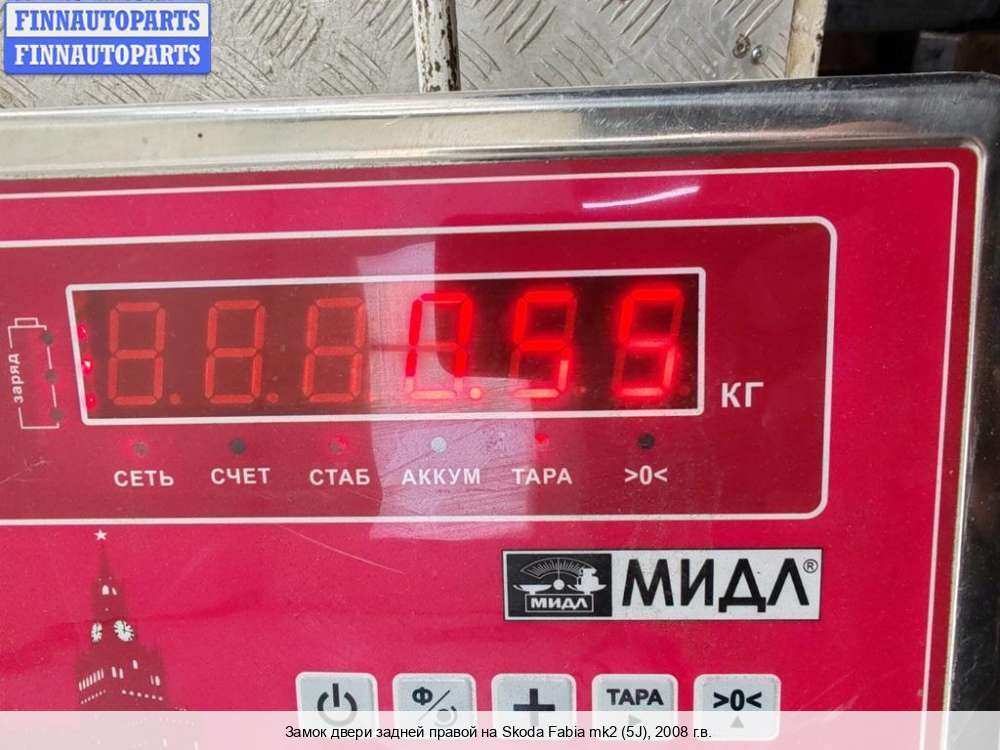 FINNAUTOPARTS
FINNAUTOPARTS
заряд
0.55
КГ
СЕТЬ СЧЕТ СТАБ АККУМ ТАРА >0<
МИДЛ МИДЛ®
Ф + ТАРА >0<
Замок двери задней правой на Skoda Fabia mk2 (5J), 2008 г.в.